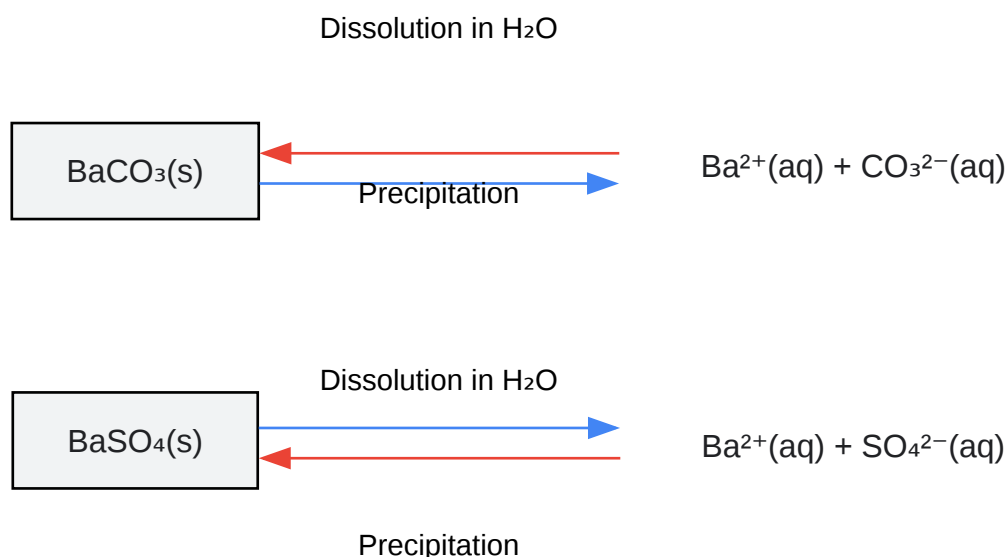 Dissolution in H₂O
BaCO₃(s)
Ba²⁺(aq) + CO₃²⁻(aq)
Precipitation
Dissolution in H₂O
BaSO₄(s)
Ba²⁺(aq) + SO₄²⁻(aq)
Precipitation